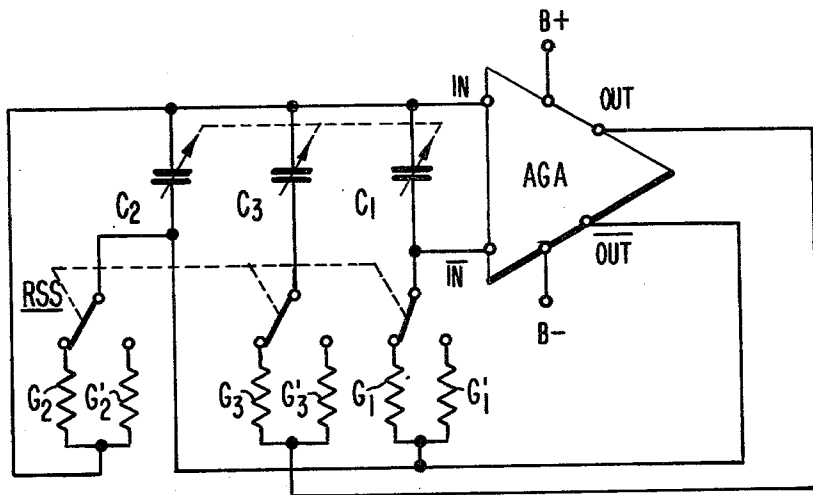 B+
IN
OUT
AGA
C₂
C₃
C₁
IN
OUT
RSS
B-
G₂
G'₂
G₃
G'₃
G₁
G'₁